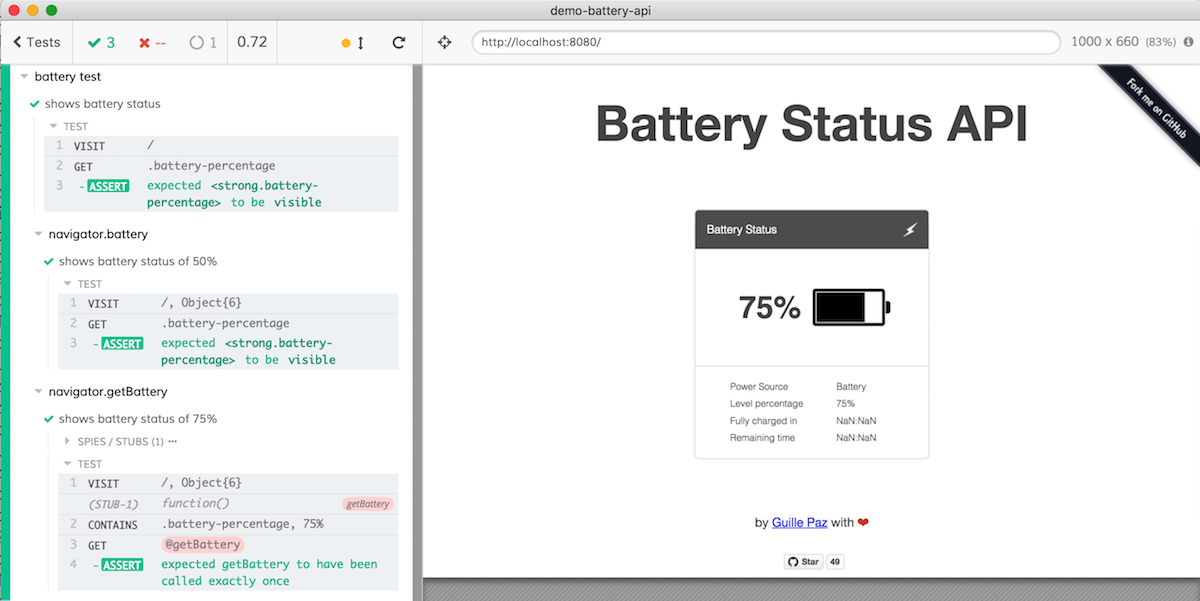 demo-battery-api
Tests
3
--
1
0.72
http://localhost:8080/
1000 x 660 (83%)
battery test
shows battery status
TEST
1 VISIT /
2 GET .battery-percentage
3 -ASSERT expected <strong.battery-
percentage> to be visible
navigator.battery
shows battery status of 50%
TEST
1 VISIT /, Object{6}
2 GET .battery-percentage
3 -ASSERT expected <strong.battery-
percentage> to be visible
navigator.getBattery
shows battery status of 75%
SPIES / STUBS (1) •••
TEST
1 VISIT /, Object{6}
(STUB-1) function() getBattery
2 CONTAINS .battery-percentage, 75%
3 GET @getBattery
4 -ASSERT expected getBattery to have been
called exactly once
Fork me on GitHub
Battery Status API
Battery Status
75%
Power Source Battery
Level percentage 75%
Fully charged in NaN:NaN
Remaining time NaN:NaN
by Guille Paz with ❤
Star 49